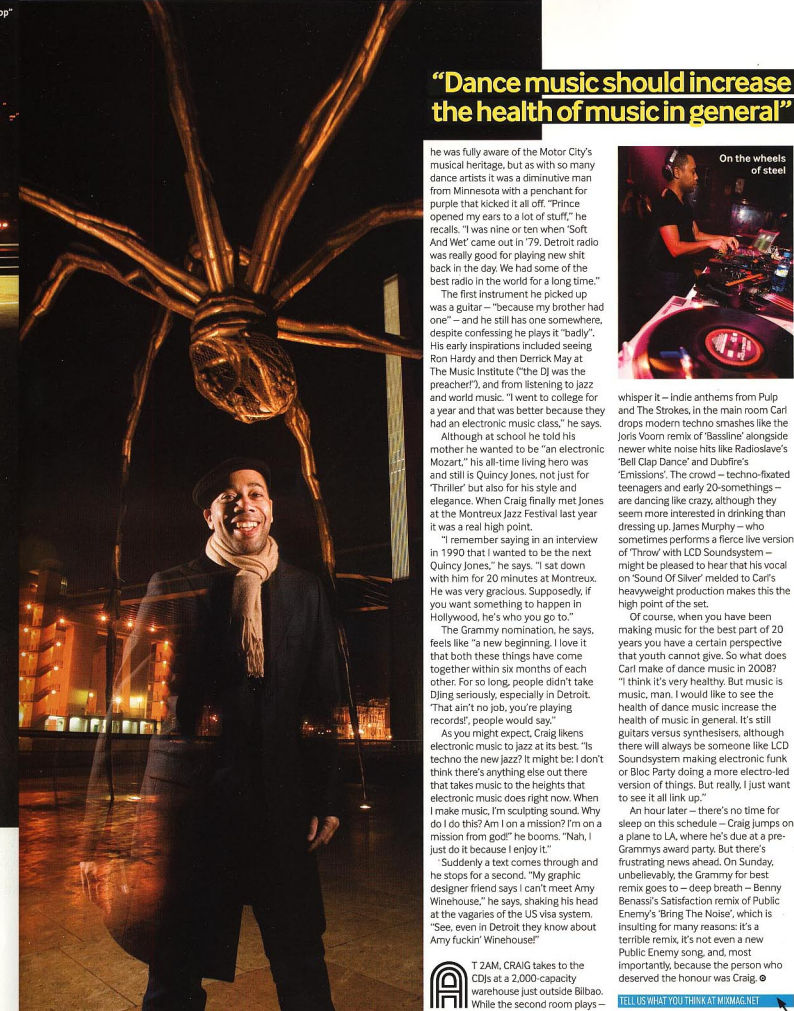 op"
"Dance music should increase
the health of music in general"
he was fully aware of the Motor City's
musical heritage, but as with so many
dance artists it was a diminutive man
from Minnesota with a penchant for
purple that kicked it all off. "Prince
opened my ears to a lot of stuff," he
recalls. "I was nine or ten when 'Soft
And Wet' came out in '79. Detroit radio
was really good for playing new shit
back in the day. We had some of the
best radio in the world for a long time."
The first instrument he picked up
was a guitar – "because my brother had
one" – and he still has one somewhere,
despite confessing he plays it "badly".
His early inspirations included seeing
Ron Hardy and then Derrick May at
The Music Institute ("the DJ was the
preacher!"), and from listening to jazz
and world music. "I went to college for
a year and that was better because they
had an electronic music class," he says.
Although at school he told his
mother he wanted to be "an electronic
Mozart," his all-time living hero was
and still is Quincy Jones, not just for
'Thriller' but also for his style and
elegance. When Craig finally met Jones
at the Montreux Jazz Festival last year
it was a real high point.
"I remember saying in an interview
in 1990 that I wanted to be the next
Quincy Jones," he says. "I sat down
with him for 20 minutes at Montreux.
He was very gracious. Supposedly, if
you want something to happen in
Hollywood, he's who you go to."
The Grammy nomination, he says,
feels like "a new beginning. I love it
that both these things have come
together within six months of each
other. For so long, people didn't take
DJing seriously, especially in Detroit.
'That ain't no job, you're playing
records!', people would say."
As you might expect, Craig likens
electronic music to jazz at its best. "Is
techno the new jazz? It might be: I don't
think there's anything else out there
that takes music to the heights that
electronic music does right now. When
I make music, I'm sculpting sound. Why
do I do this? Am I on a mission? I'm on a
mission from god!" he booms. "Nah, I
just do it because I enjoy it."
Suddenly a text comes through and
he stops for a second. "My graphic
designer friend says I can't meet Amy
Winehouse," he says, shaking his head
at the vagaries of the US visa system.
"See, even in Detroit they know about
Amy fuckin' Winehouse!"
AT 2AM, CRAIG takes to the
CDJs at a 2,000-capacity
warehouse just outside Bilbao.
While the second room plays –
On the wheels
of steel
whisper it – indie anthems from Pulp
and The Strokes, in the main room Carl
drops modern techno smashes like the
Joris Voorn remix of 'Bassline' alongside
newer white noise hits like Radioslave's
'Bell Clap Dance' and Dubfire's
'Emissions'. The crowd – techno-fixated
teenagers and early 20-somethings –
are dancing like crazy, although they
seem more interested in drinking than
dressing up. James Murphy – who
sometimes performs a fierce live version
of 'Throw' with LCD Soundsystem –
might be pleased to hear that his vocal
on 'Sound Of Silver' melded to Carl's
heavyweight production makes this the
high point of the set.
Of course, when you have been
making music for the best part of 20
years you have a certain perspective
that youth cannot give. So what does
Carl make of dance music in 2008?
"I think it's very healthy. But music is
music, man. I would like to see the
health of dance music increase the
health of music in general. It's still
guitars versus synthesisers, although
there will always be someone like LCD
Soundsystem making electronic funk
or Bloc Party doing a more electro-led
version of things. But really, I just want
to see it all link up."
An hour later – there's no time for
sleep on this schedule – Craig jumps on
a plane to LA, where he's due at a pre-
Grammys award party. But there's
frustrating news ahead. On Sunday,
unbelievably, the Grammy for best
remix goes to – deep breath – Benny
Benassi's Satisfaction remix of Public
Enemy's 'Bring The Noise', which is
insulting for many reasons: it's a
terrible remix, it's not even a new
Public Enemy song, and, most
importantly, because the person who
deserved the honour was Craig.
TELL US WHAT YOU THINK AT MIXMAG.NET